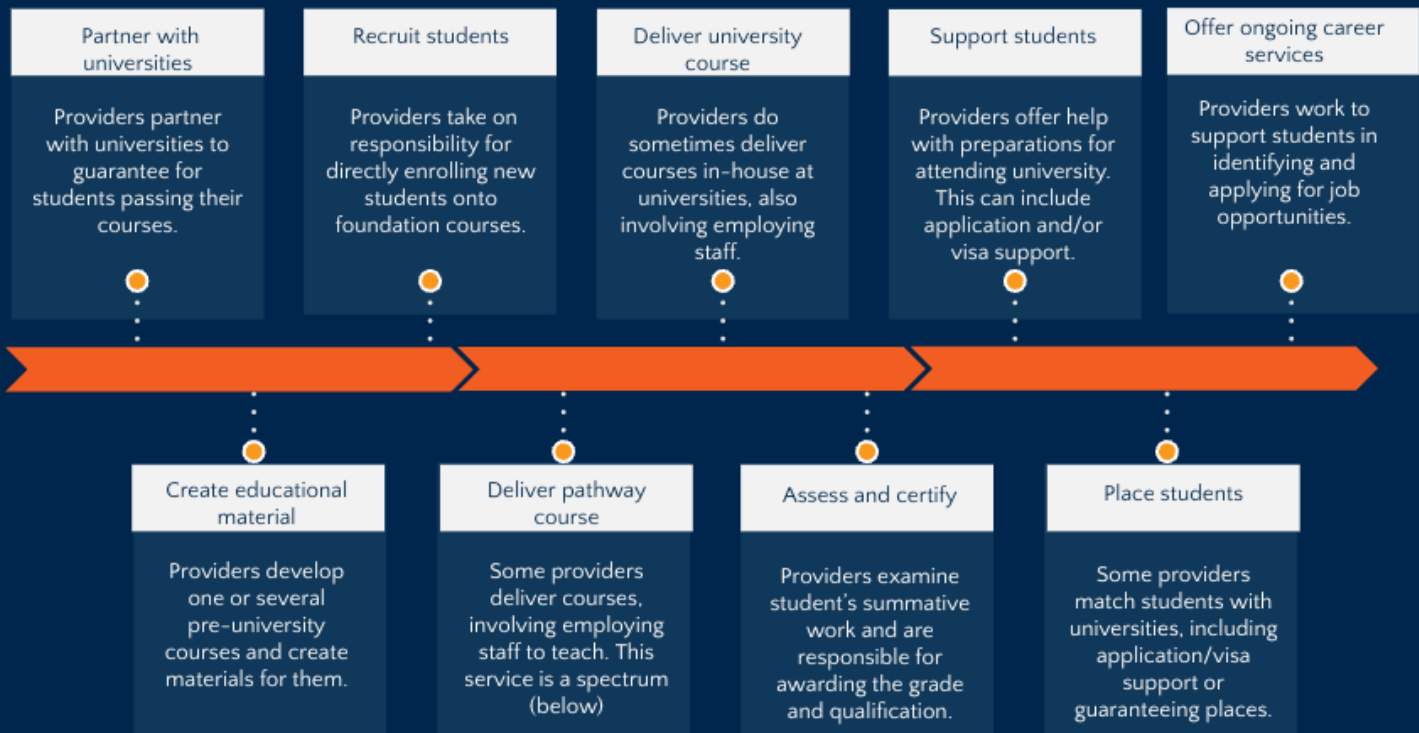 Partner with
universities
Providers partner
with universities to
guarantee for
students passing their
courses.
Recruit students
Providers take on
responsibility for
directly enrolling new
students onto
foundation courses.
Deliver university
course
Providers do
sometimes deliver
courses in-house at
universities, also
involving employing
staff.
Support students
Providers offer help
with preparations for
attending university.
This can include
application and/or
visa support.
Offer ongoing career
services
Providers work to
support students in
identifying and
applying for job
opportunities.
Create educational
material
Providers develop
one or several
pre-university
courses and create
materials for them.
Deliver pathway
course
Some providers
deliver courses,
involving employing
staff to teach. This
service is a spectrum
(below)
Assess and certify
Providers examine
student's summative
work and are
responsible for
awarding the grade
and qualification.
Place students
Some providers
match students with
universities, including
application/visa
support or
guaranteeing places.